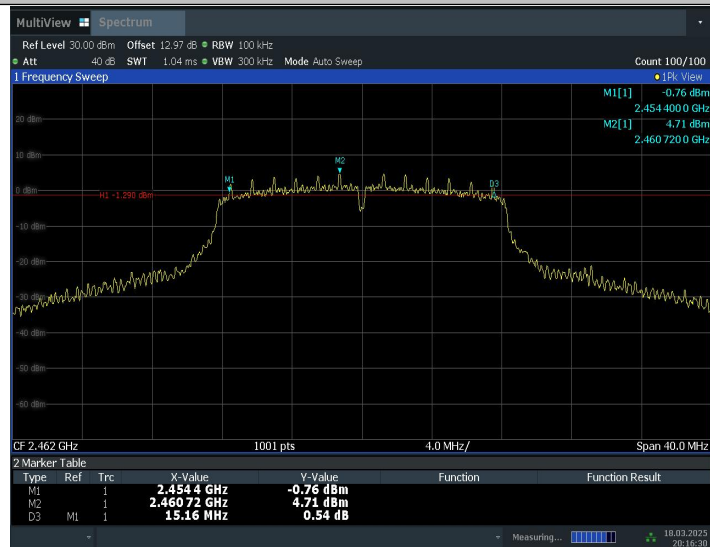 MultiView Spectrum
Ref Level 30.00 dBm Offset 12.97 dB RBW 100 kHz
Att 40 dB SWT 1.04 ms VBW 300 kHz Mode Auto Sweep Count 100/100
1 Frequency Sweep 1Pk View
M1[1] -0.76 dBm
2.454 400 0 GHz
M2[1] 4.71 dBm
2.460 720 0 GHz
20 dBm
10 dBm
M2
M1
D3
0 dBm
H1 -1.290 dBm
-10 dBm
-20 dBm
-30 dBm
-40 dBm
-50 dBm
-60 dBm
CF 2.462 GHz 1001 pts 4.0 MHz/ Span 40.0 MHz
2 Marker Table
Type Ref Trc X-Value Y-Value Function Function Result
M1 1 2.454 4 GHz -0.76 dBm
M2 1 2.460 72 GHz 4.71 dBm
D3 M1 1 15.16 MHz 0.54 dB
Measuring... 18.03.2025
20:16:30